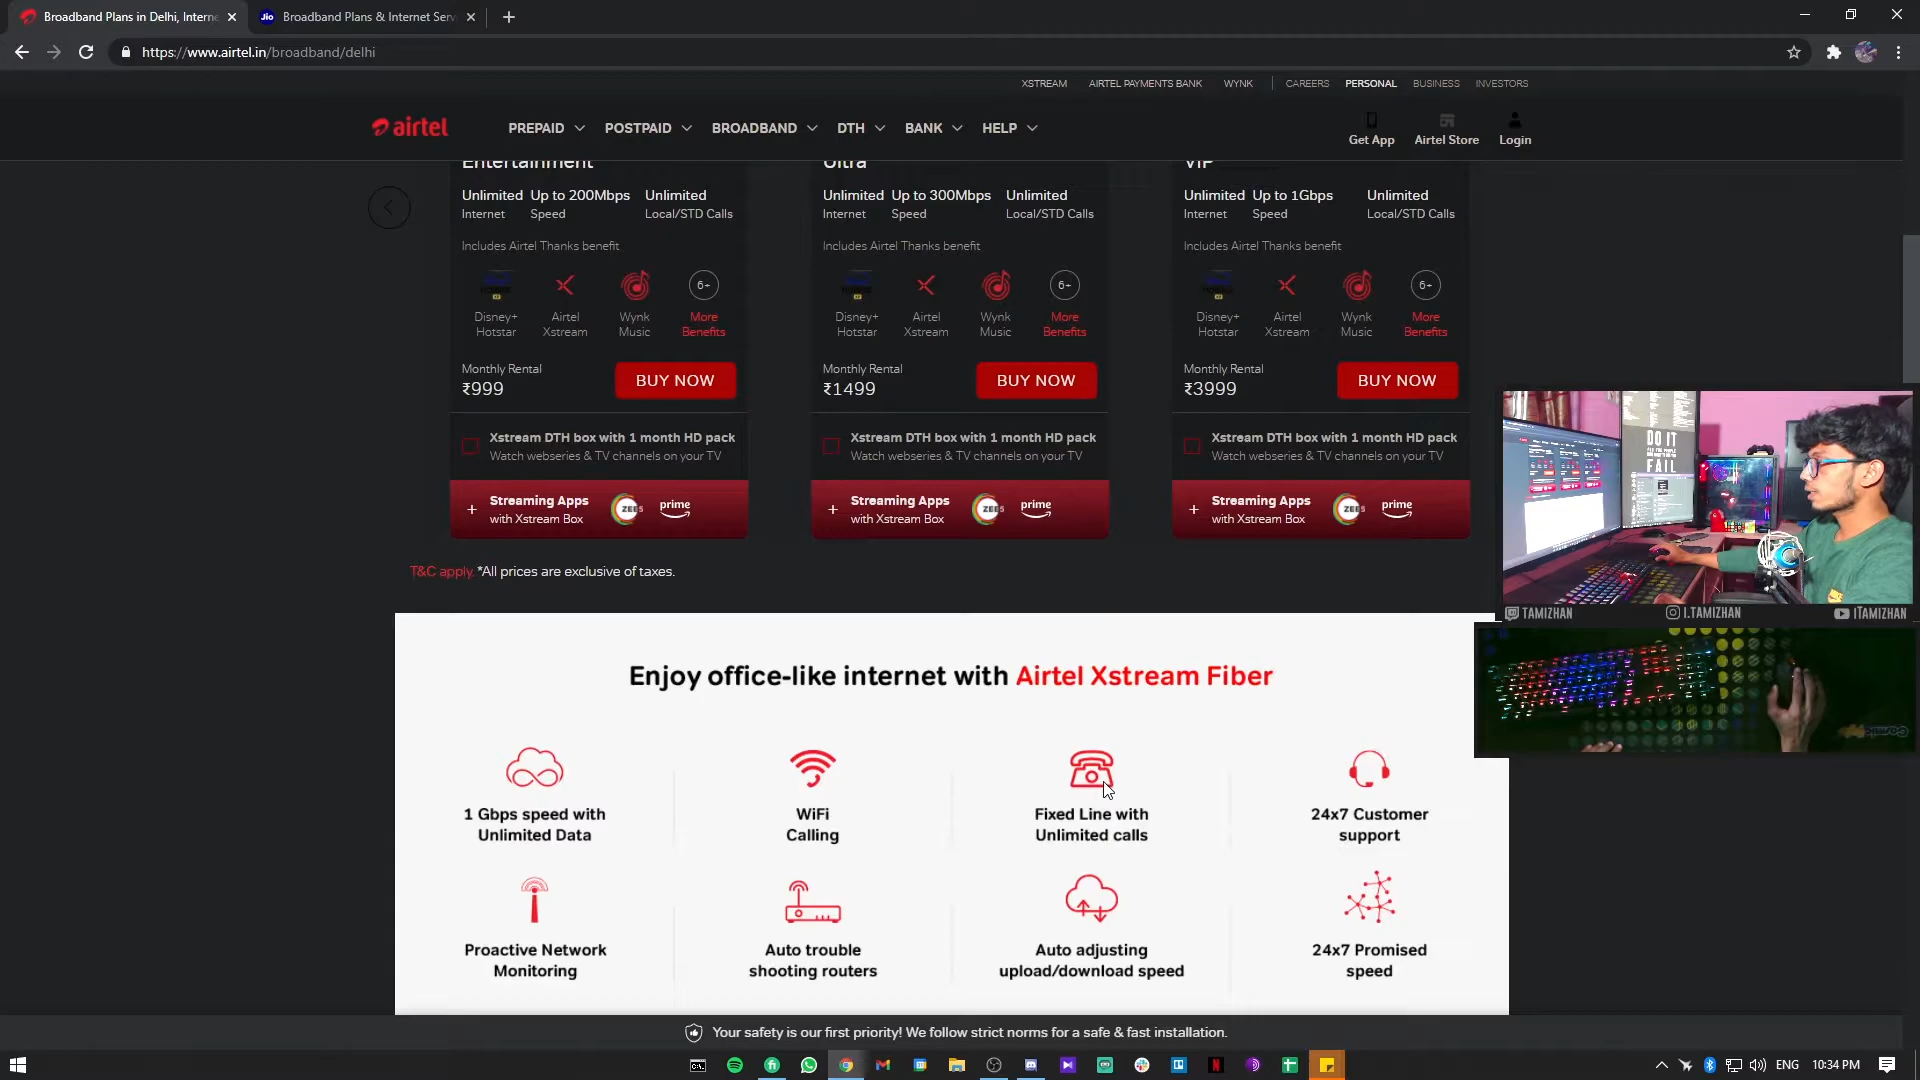 Broadband Plans in Delhi, Interne
Jio
Broadband Plans & Internet Serv
https://www.airtel.in/broadband/delhi
XSTREAM
AIRTEL PAYMENTS BANK
WYNK
CAREERS
PERSONAL
BUSINESS
INVESTORS
airtel
PREPAID
POSTPAID
BROADBAND
DTH
BANK
HELP
Get App
Airtel Store
Login
Entertainment
Ultra
VIP
Unlimited Up to 200Mbps Unlimited
Internet Speed Local/STD Calls
Includes Airtel Thanks benefit
6+
Disney+ Airtel Wynk More
Hotstar Xstream Music Benefits
Monthly Rental
₹999
BUY NOW
Xstream DTH box with 1 month HD pack
Watch webseries & TV channels on your TV
+ Streaming Apps
with Xstream Box
ZEE5
prime
Unlimited Up to 300Mbps Unlimited
Internet Speed Local/STD Calls
Includes Airtel Thanks benefit
6+
Disney+ Airtel Wynk More
Hotstar Xstream Music Benefits
Monthly Rental
₹1499
BUY NOW
Xstream DTH box with 1 month HD pack
Watch webseries & TV channels on your TV
+ Streaming Apps
with Xstream Box
ZEE5
prime
Unlimited Up to 1Gbps Unlimited
Internet Speed Local/STD Calls
Includes Airtel Thanks benefit
6+
Disney+ Airtel Wynk More
Hotstar Xstream Music Benefits
Monthly Rental
₹3999
BUY NOW
Xstream DTH box with 1 month HD pack
Watch webseries & TV channels on your TV
+ Streaming Apps
with Xstream Box
ZEE5
prime
DO IT
FAIL
TAMIZHAN
I.TAMIZHAN
ITAMIZHAN
T&C apply. *All prices are exclusive of taxes.
Enjoy office-like internet with Airtel Xstream Fiber
1 Gbps speed with
Unlimited Data
WiFi
Calling
Fixed Line with
Unlimited calls
24x7 Customer
support
Proactive Network
Monitoring
Auto trouble
shooting routers
Auto adjusting
upload/download speed
24x7 Promised
speed
Your safety is our first priority! We follow strict norms for a safe & fast installation.
ENG
10:34 PM